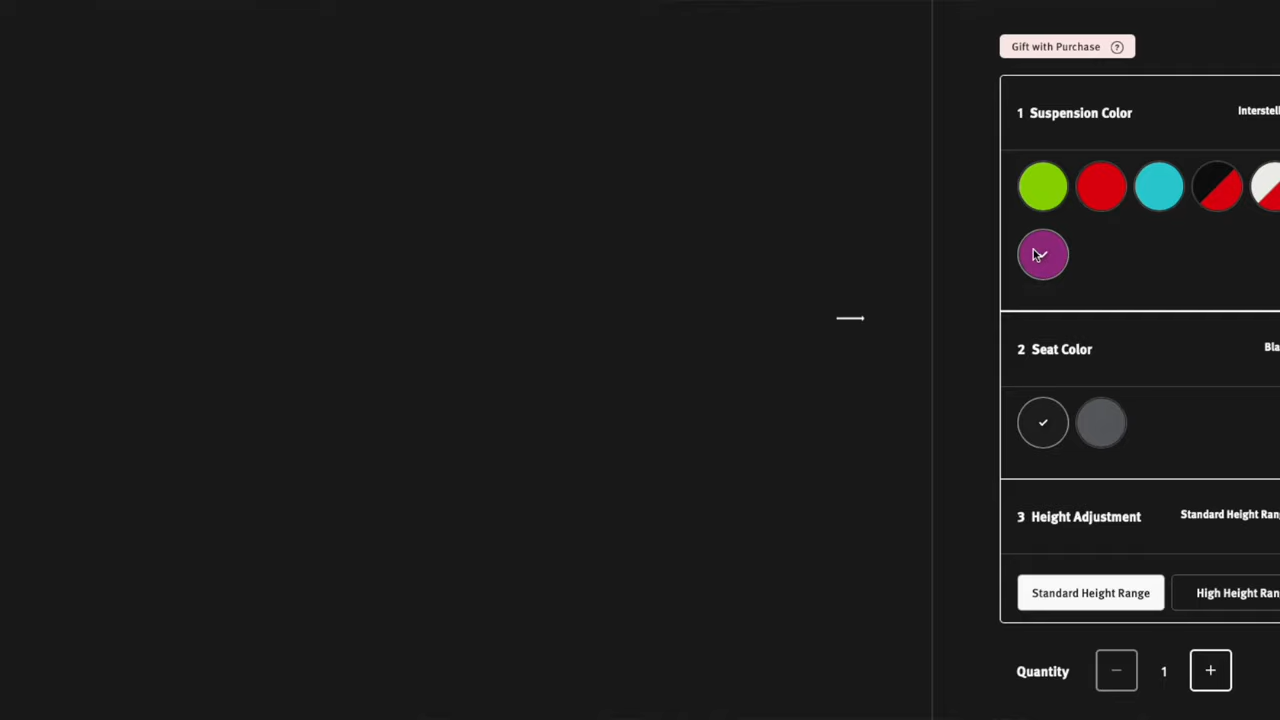 Gift with Purchase ?
1 Suspension Color
2 Seat Color
3 Height Adjustment
Standard Height Range
Quantity
− 1 +